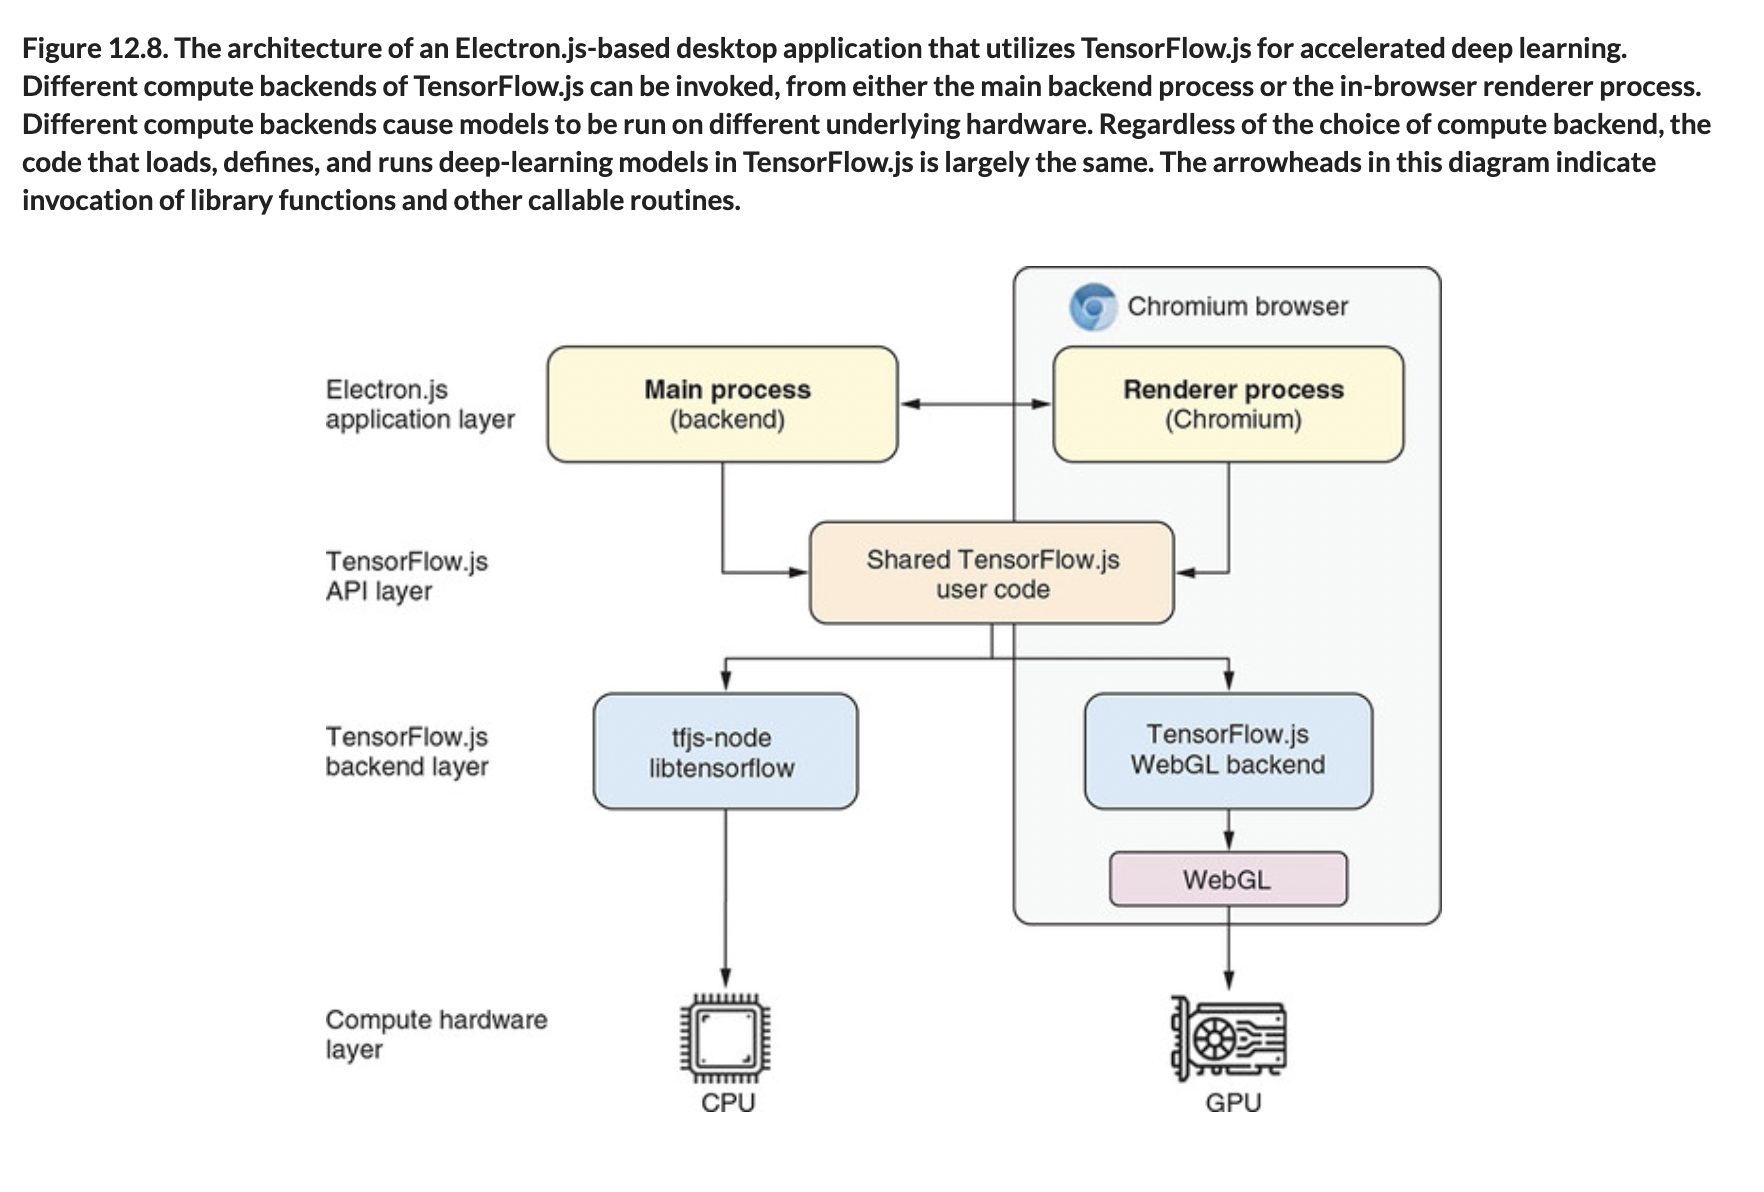 Figure 12.8. The architecture of an Electron.js-based desktop application that utilizes TensorFlow.js for accelerated deep learning.
Different compute backends of TensorFlow.js can be invoked, from either the main backend process or the in-browser renderer process.
Different compute backends cause models to be run on different underlying hardware. Regardless of the choice of compute backend, the
code that loads, defines, and runs deep-learning models in TensorFlow.js is largely the same. The arrowheads in this diagram indicate
invocation of library functions and other callable routines.
Chromium browser
Electron.js
application layer
Main process
(backend)
Renderer process
(Chromium)
TensorFlow.js
API layer
Shared TensorFlow.js
user code
TensorFlow.js
backend layer
tfjs-node
libtensorflow
TensorFlow.js
WebGL backend
WebGL
Compute hardware
layer
CPU
GPU